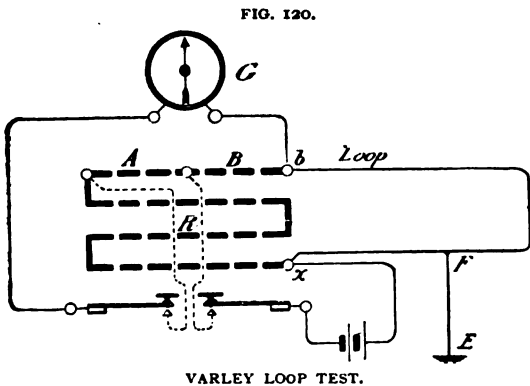 FIG. 120.
G
A B b Loop
R
x F
E
VARLEY LOOP TEST.